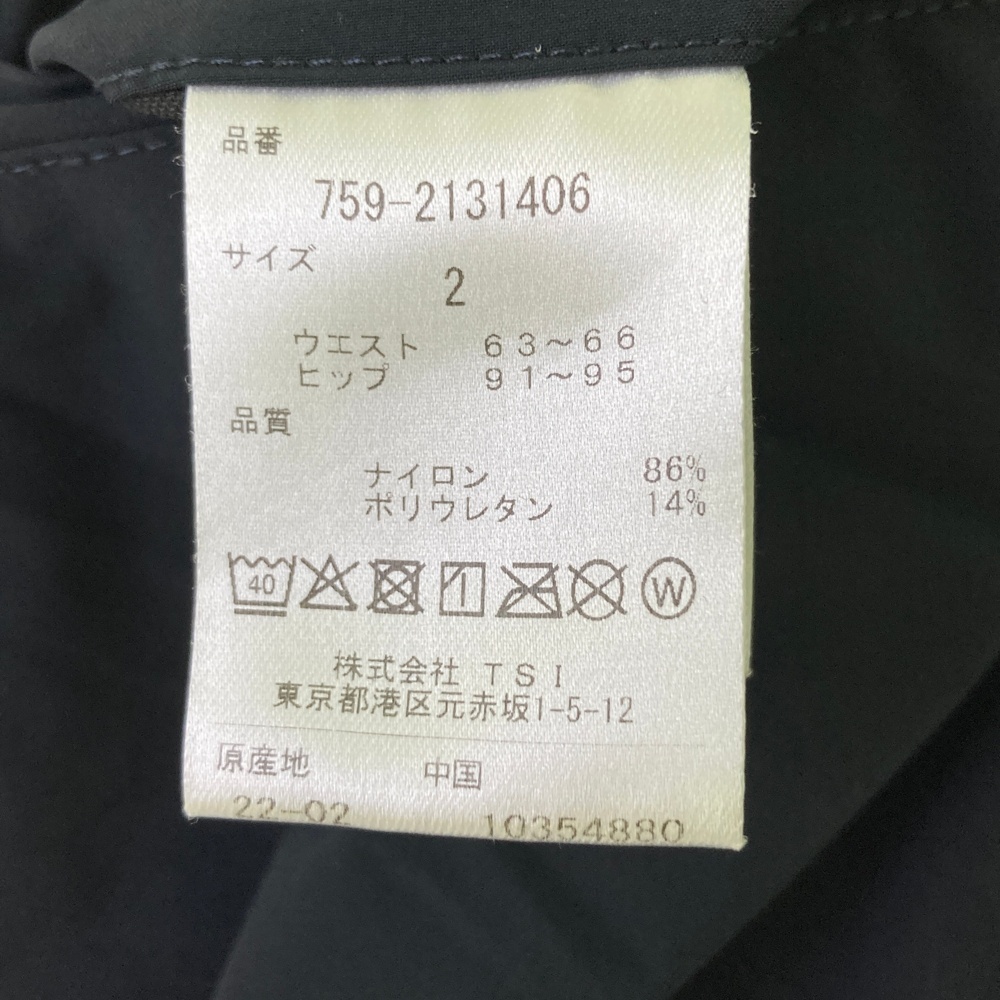 品番
759-2131406
サイズ
2
ウエスト 63～66
ヒップ 91～95
品質
ナイロン 86%
ポリウレタン 14%
40 W
株式会社 TSI
東京都港区元赤坂1-5-12
原産地 中国
22-02 10354880